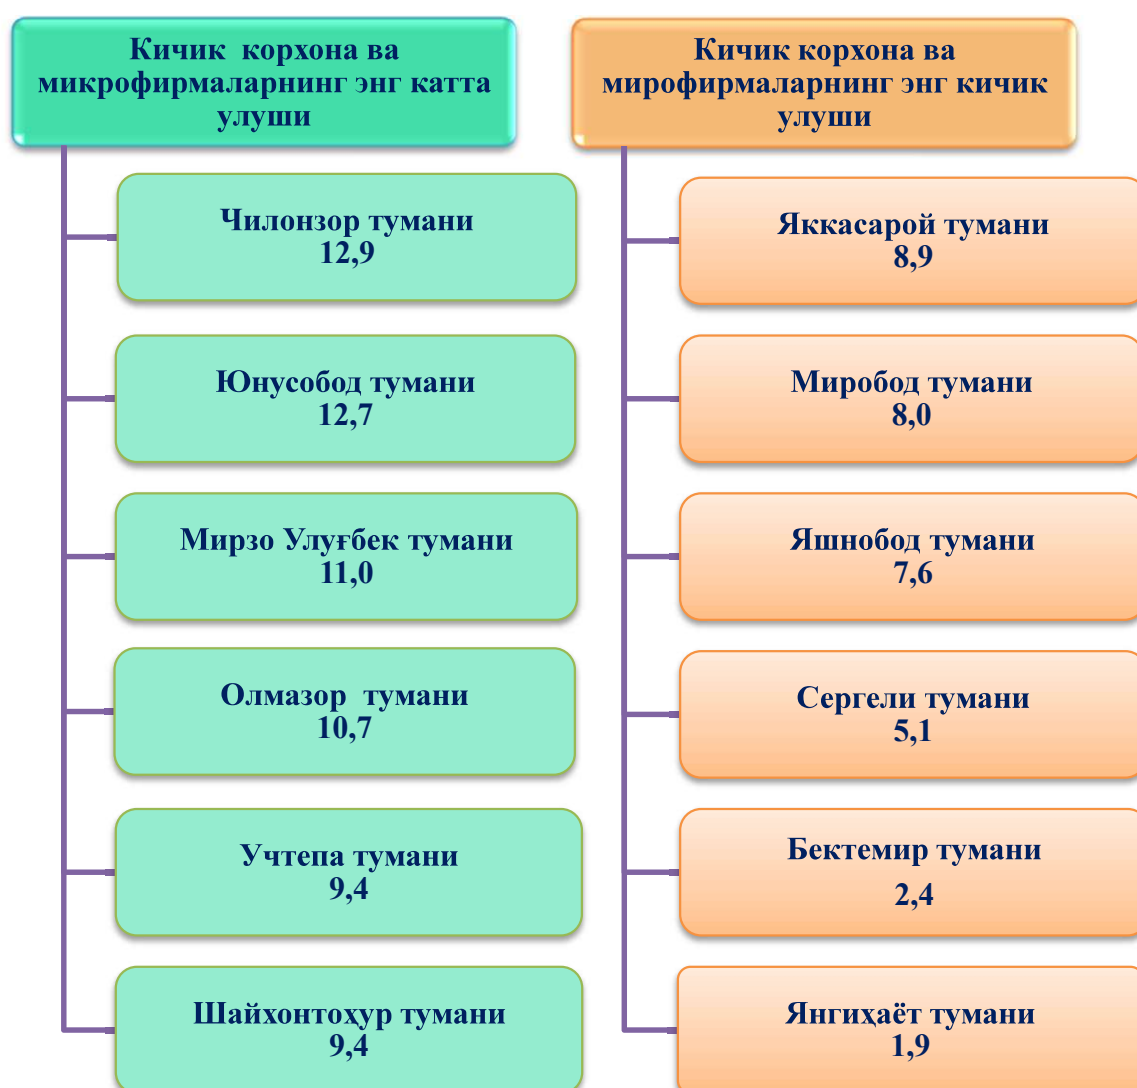 Кичик корхона ва
микрофирмаларнинг энг катта
улуши
Чилонзор тумани
12,9
Юнусобод тумани
12,7
Мирзо Улуғбек тумани
11,0
Олмазор тумани
10,7
Учтепа тумани
9,4
Шайхонтоҳур тумани
9,4
Кичик корхона ва
мирофирмаларнинг энг кичик
улуши
Яккасарой тумани
8,9
Миробод тумани
8,0
Яшнобод тумани
7,6
Сергели тумани
5,1
Бектемир тумани
2,4
Янгиҳаёт тумани
1,9